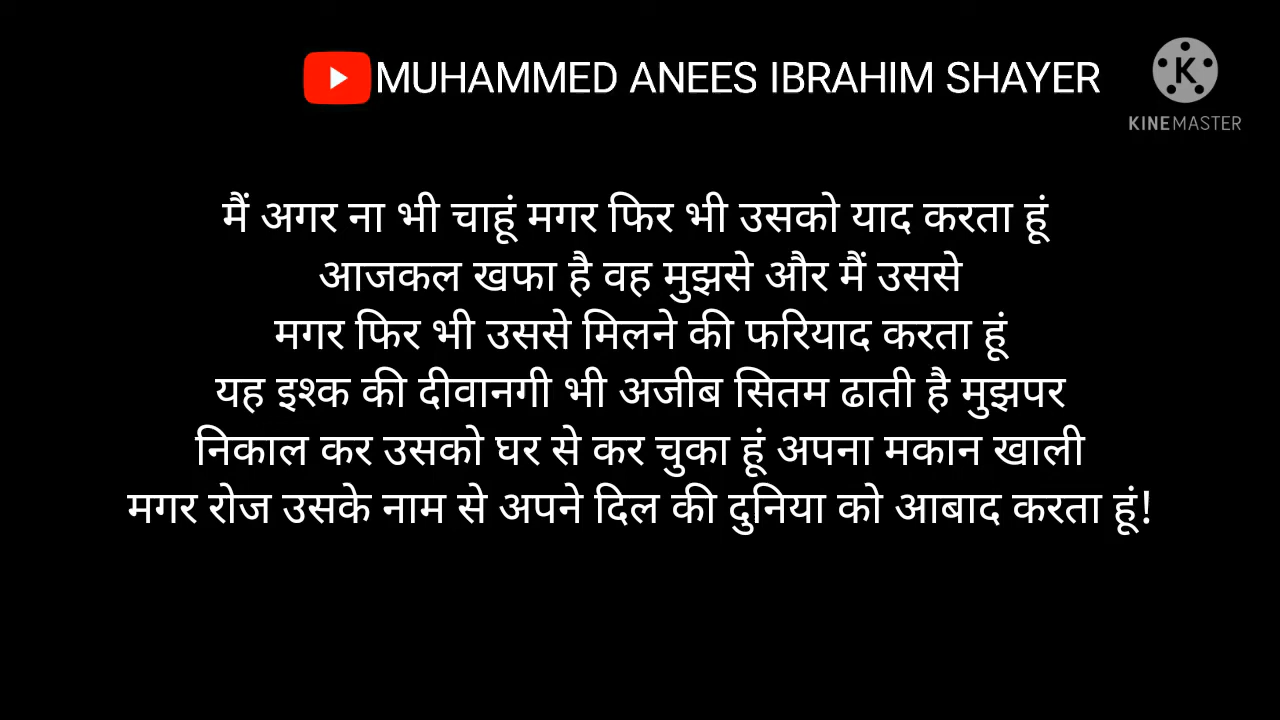 MUHAMMED ANEES IBRAHIM SHAYER
KINEMASTER
मैं अगर ना भी चाहूं मगर फिर भी उसको याद करता हूं
आजकल खफा है वह मुझसे और मैं उससे
मगर फिर भी उससे मिलने की फरियाद करता हूं
यह इश्क की दीवानगी भी अजीब सितम ढाती है मुझपर
निकाल कर उसको घर से कर चुका हूं अपना मकान खाली
मगर रोज उसके नाम से अपने दिल की दुनिया को आबाद करता हूं!